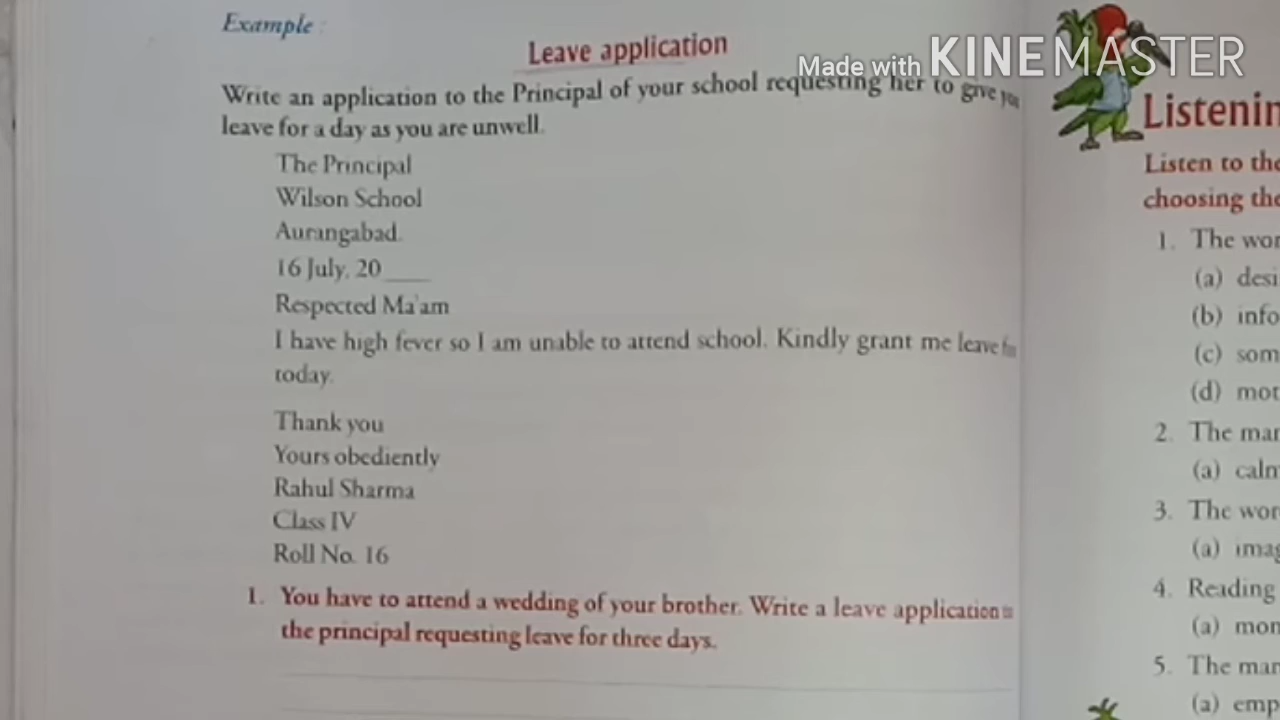 Example :
Leave application
Made with KINEMASTER
Write an application to the Principal of your school requesting her to give you
leave for a day as you are unwell.
The Principal
Wilson School
Aurangabad.
16 July, 20____
Respected Ma'am
I have high fever so I am unable to attend school. Kindly grant me leave
today.
Thank you
Yours obediently
Rahul Sharma
Class IV
Roll No. 16
1. You have to attend a wedding of your brother. Write a leave application
the principal requesting leave for three days.
Listenin
Listen to the
choosing the
1. The wor
(a) desi
(b) info
(c) som
(d) mot
2. The mar
(a) calm
3. The wor
(a) imag
4. Reading
(a) mon
5. The mar
(a) emp